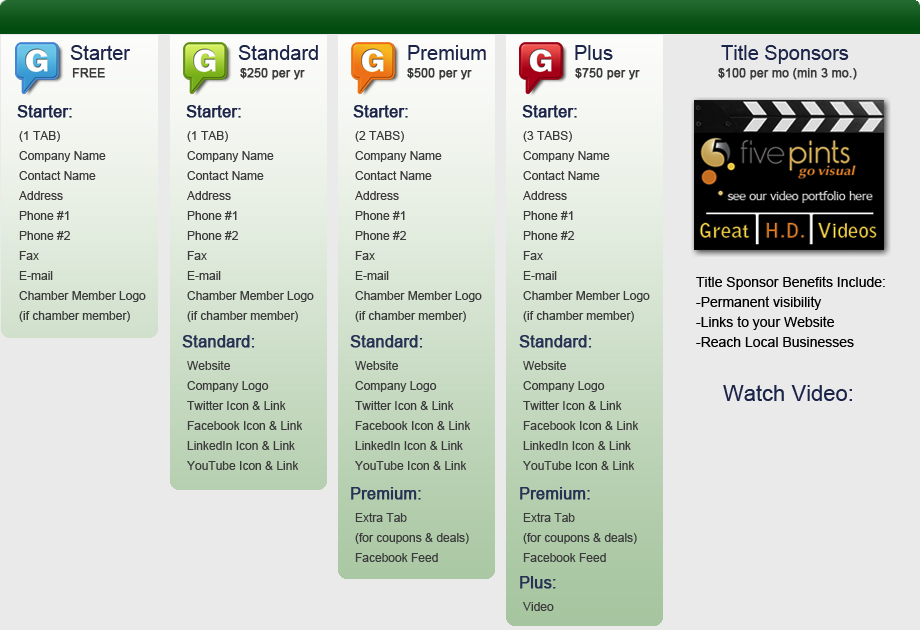 G
Starter
FREE
Starter:
(1 TAB)
Company Name
Contact Name
Address
Phone #1
Phone #2
Fax
E-mail
Chamber Member Logo
(if chamber member)
G
Standard
$250 per yr
Starter:
(1 TAB)
Company Name
Contact Name
Address
Phone #1
Phone #2
Fax
E-mail
Chamber Member Logo
(if chamber member)
Standard:
Website
Company Logo
Twitter Icon & Link
Facebook Icon & Link
LinkedIn Icon & Link
YouTube Icon & Link
G
Premium
$500 per yr
Starter:
(2 TABS)
Company Name
Contact Name
Address
Phone #1
Phone #2
Fax
E-mail
Chamber Member Logo
(if chamber member)
Standard:
Website
Company Logo
Twitter Icon & Link
Facebook Icon & Link
LinkedIn Icon & Link
YouTube Icon & Link
Premium:
Extra Tab
(for coupons & deals)
Facebook Feed
G
Plus
$750 per yr
Starter:
(3 TABS)
Company Name
Contact Name
Address
Phone #1
Phone #2
Fax
E-mail
Chamber Member Logo
(if chamber member)
Standard:
Website
Company Logo
Twitter Icon & Link
Facebook Icon & Link
LinkedIn Icon & Link
YouTube Icon & Link
Premium:
Extra Tab
(for coupons & deals)
Facebook Feed
Plus:
Video
Title Sponsors
$100 per mo (min 3 mo.)
5 fivepints
go visual
* see our video portfolio here
Great H.D. Videos
Title Sponsor Benefits Include:
-Permanent visibility
-Links to your Website
-Reach Local Businesses
Watch Video: